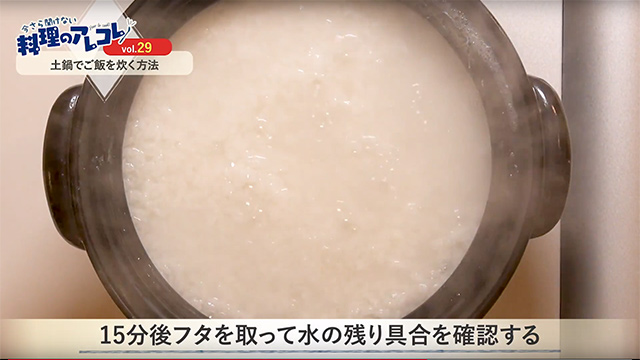 今さら聞けない
料理のアレコレ
vol.29
土鍋でご飯を炊く方法
15分後フタを取って水の残り具合を確認する